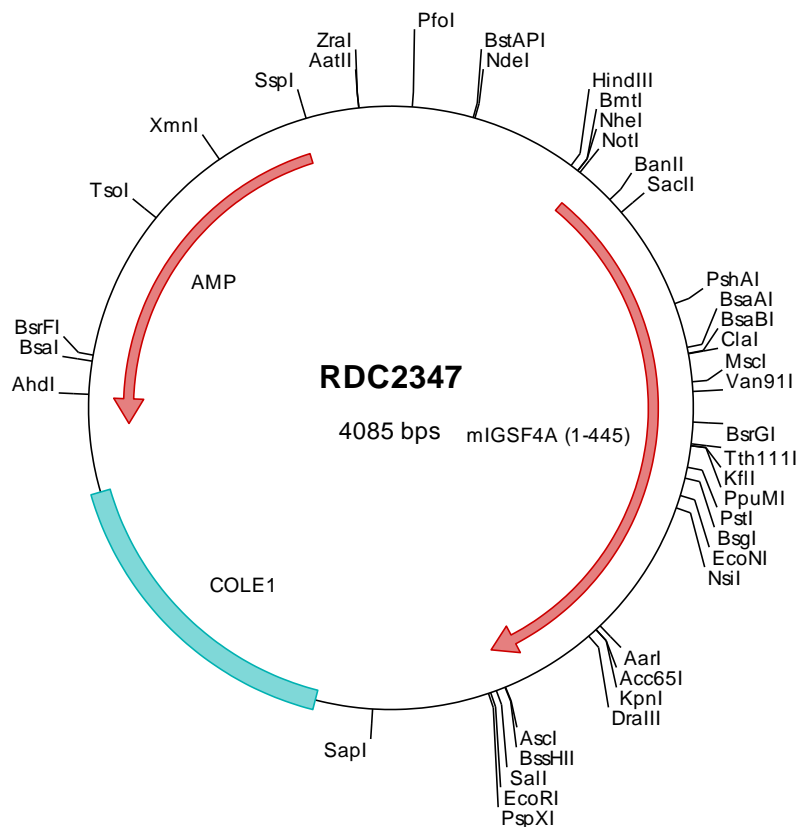 PfoI
ZraI
BstAPI
AatII
NdeI
SspI
HindIII
BmtI
XmnI
NheI
NotI
BanII
TsoI
SacII
AMP
PshAI
BsaAI
BsrFI
BsaBI
BsaI
ClaI
RDC2347
MscI
AhdI
Van91I
4085 bps
mIGSF4A (1-445)
BsrGI
Tth111I
KflI
PpuMI
PstI
BsgI
EcoNI
NsiI
COLE1
AarI
Acc65I
KpnI
DraIII
SapI
AscI
BssHII
SalI
EcoRI
PspXI